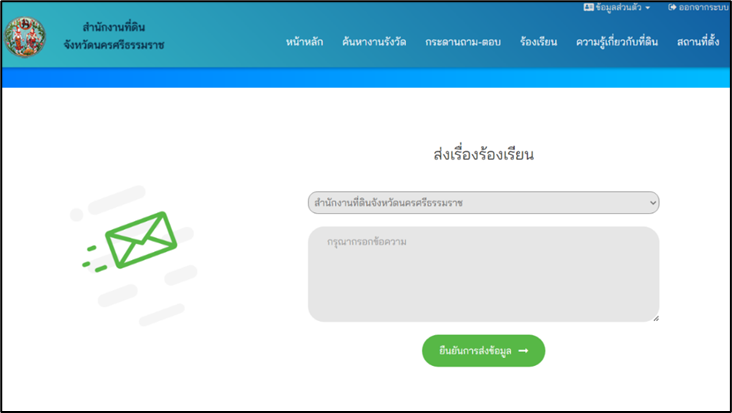 ข้อมูลส่วนตัว ออกจากระบบ
สำนักงานที่ดิน
จังหวัดนครศรีธรรมราช
หน้าหลัก ค้นหางานรังวัด กระดานถาม-ตอบ ร้องเรียน ความรู้เกี่ยวกับที่ดิน สถานที่ตั้ง
ส่งเรื่องร้องเรียน
สำนักงานที่ดินจังหวัดนครศรีธรรมราช
กรุณากรอกข้อความ
ยืนยันการส่งข้อมูล